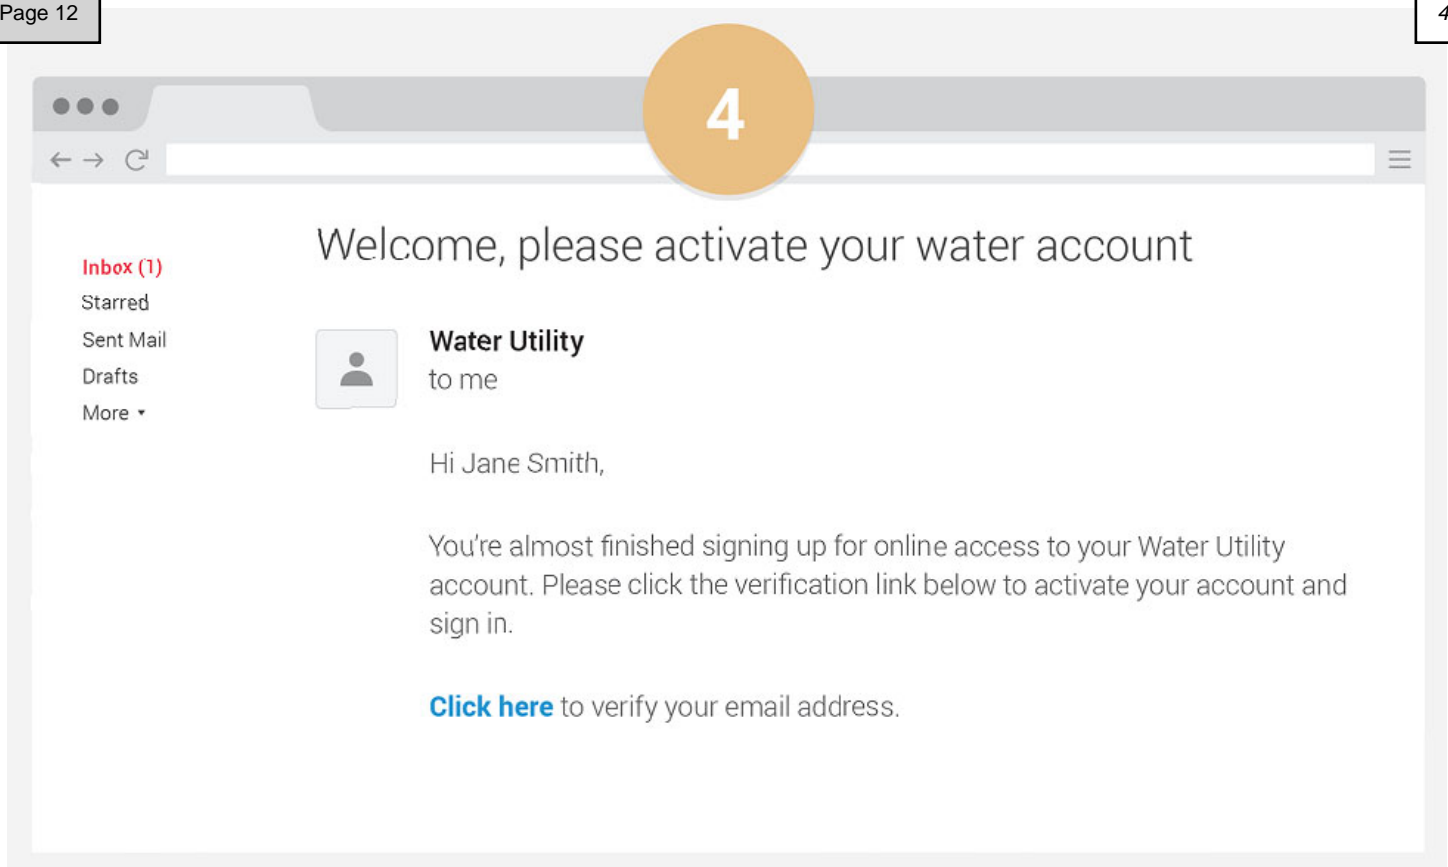 Page 12
4
4
Welcome, please activate your water account
Inbox (1)
Starred
Sent Mail
Drafts
More
Water Utility
to me
Hi Jane Smith,
You're almost finished signing up for online access to your Water Utility
account. Please click the verification link below to activate your account and
sign in.
Click here to verify your email address.